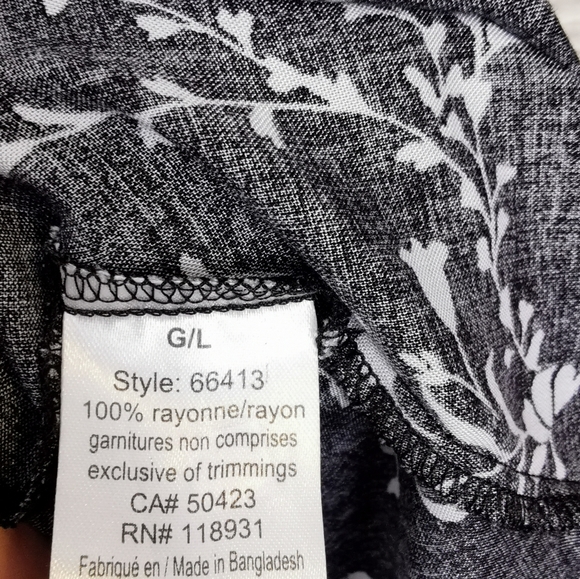 G/L
Style: 66413
100% rayonne/rayon
garnitures non comprises
exclusive of trimmings
CA# 50423
RN# 118931
Fabriqué en / Made in Bangladesh